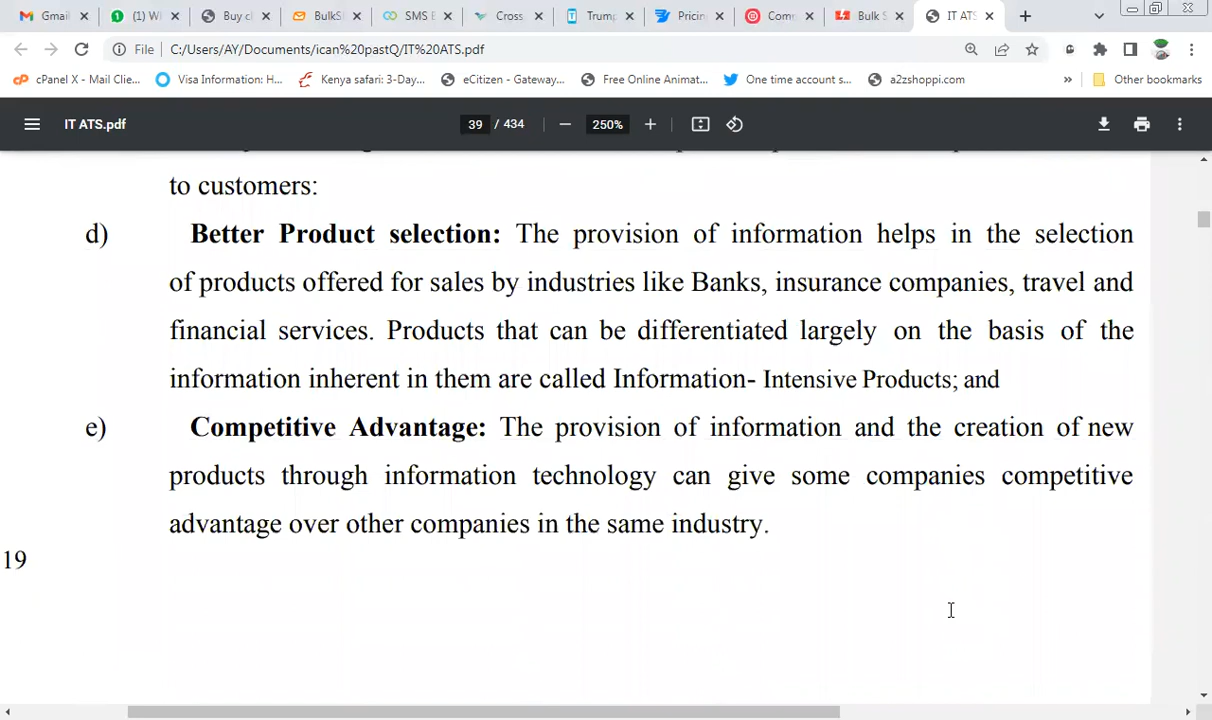 Gmail (1) WI Buy cl BulkS SMS E Cross Trump Pricin Comm Bulk S IT ATS
File C:/Users/AY/Documents/ican%20pastQ/IT%20ATS.pdf
cPanel X - Mail Clie... Visa Information: H... Kenya safari: 3-Day... eCitizen - Gateway... Free Online Animat... One time account s... a2zshoppi.com » Other bookmarks
IT ATS.pdf 39 / 434 — 250% +
to customers:
d) Better Product selection: The provision of information helps in the selection
of products offered for sales by industries like Banks, insurance companies, travel and
financial services. Products that can be differentiated largely on the basis of the
information inherent in them are called Information- Intensive Products; and
e) Competitive Advantage: The provision of information and the creation of new
products through information technology can give some companies competitive
advantage over other companies in the same industry.
19